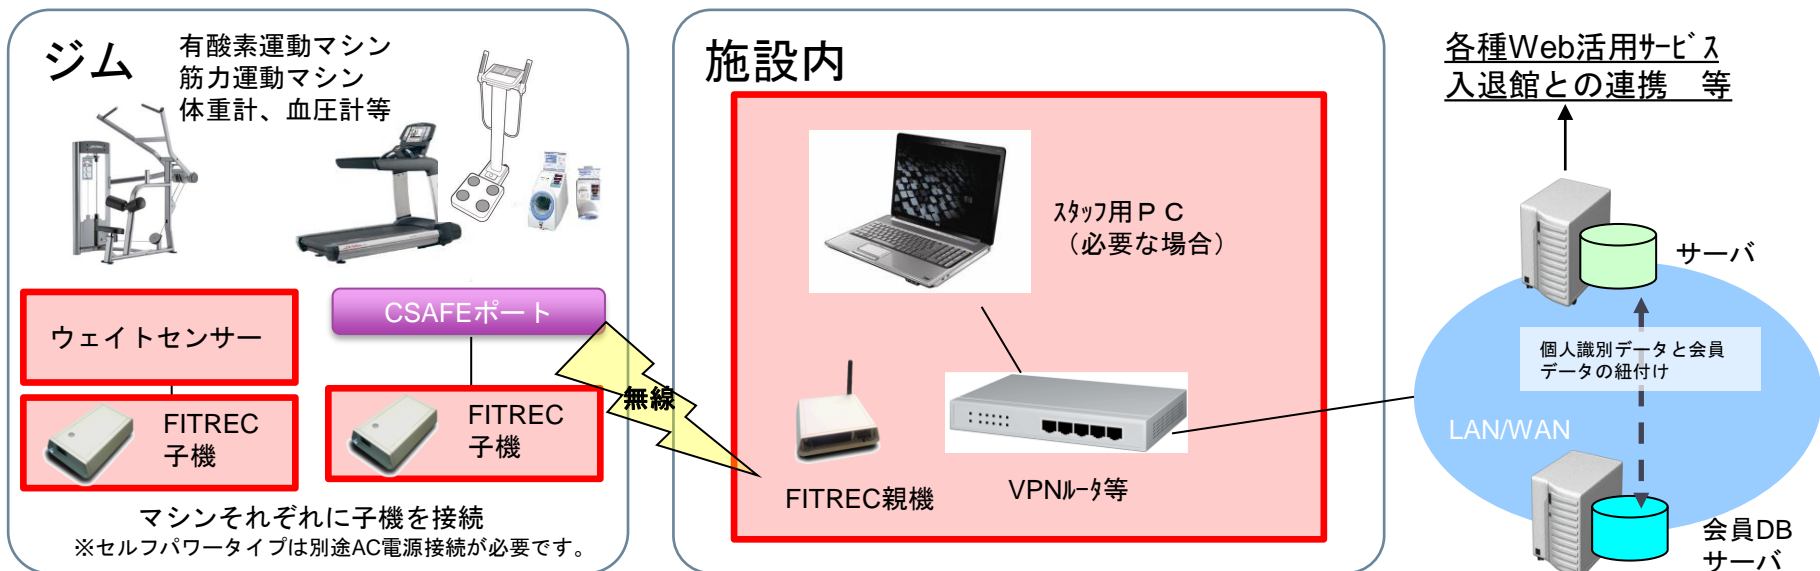 ジム
有酸素運動マシン
筋力運動マシン
体重計、血圧計等
ウェイトセンサー
CSAFEポート
FITREC
子機
FITREC
子機
マシンそれぞれに子機を接続
※セルフパワータイプは別途AC電源接続が必要です。
無線
施設内
ｽﾀｯﾌ用ＰＣ
（必要な場合）
FITREC親機
VPNﾙｰﾀ等
各種Web活用ｻｰﾋﾞｽ
入退館との連携　等
サーバ
個人識別データと会員
データの紐付け
LAN/WAN
会員DB
サーバ